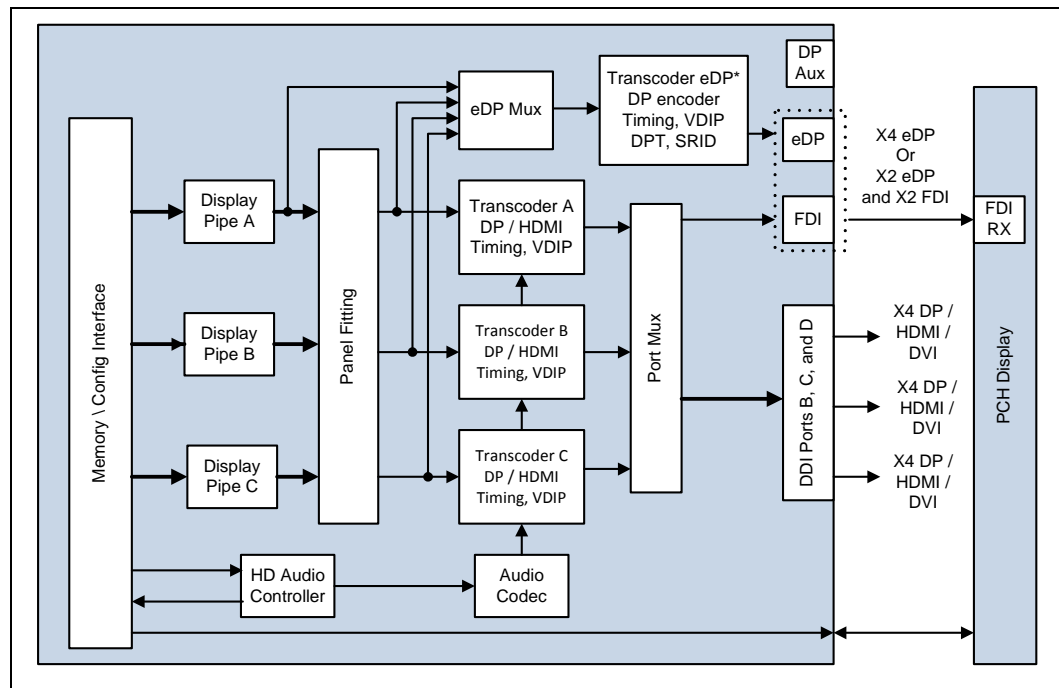 DP
Aux
Transcoder eDP*
DP encoder
Timing, VDIP
DPT, SRID
eDP Mux
eDP
X4 eDP
Or
X2 eDP
and X2 FDI
Memory \ Config Interface
Display
Pipe A
Panel Fitting
Transcoder A
DP / HDMI
Timing, VDIP
Port Mux
FDI
FDI
RX
Display
Pipe B
Transcoder B
DP / HDMI
Timing, VDIP
DDI Ports B, C, and D
X4 DP /
HDMI /
DVI
PCH Display
X4 DP /
HDMI /
DVI
Display
Pipe C
Transcoder C
DP / HDMI
Timing, VDIP
X4 DP /
HDMI /
DVI
HD Audio
Controller
Audio
Codec